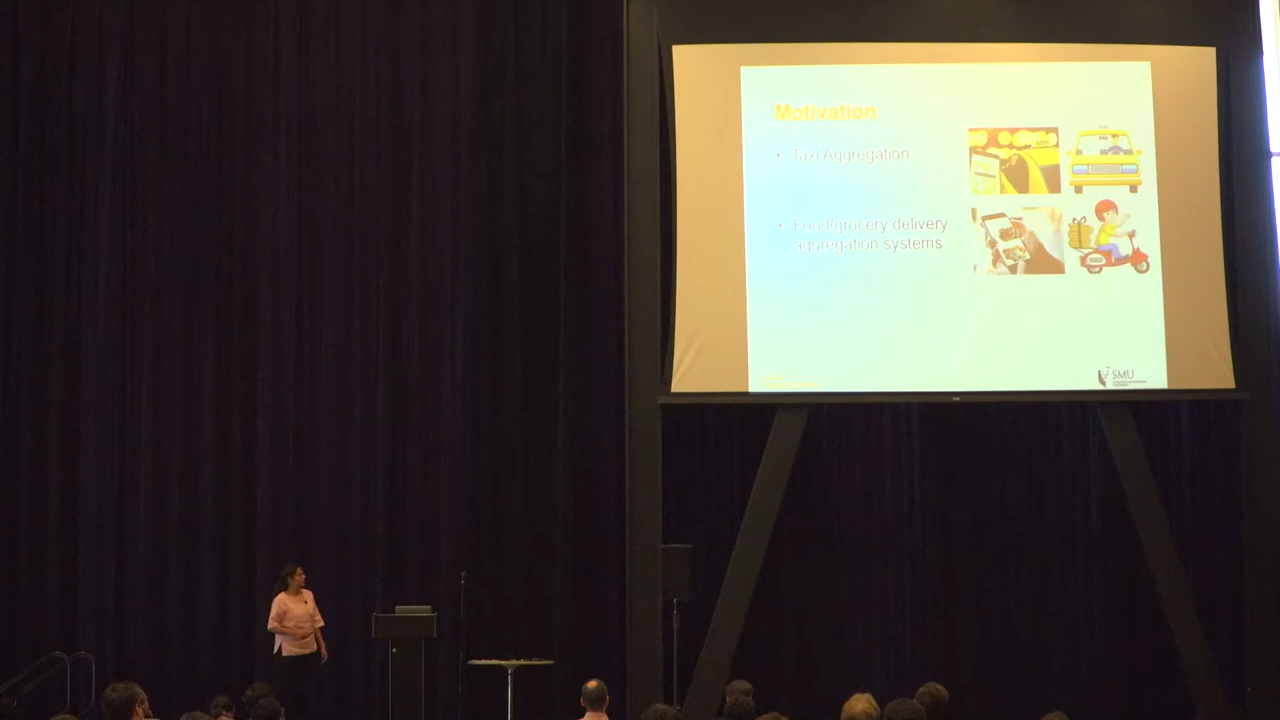 Motivation
• Taxi Aggregation
• Food/grocery delivery
aggregation systems
SMU